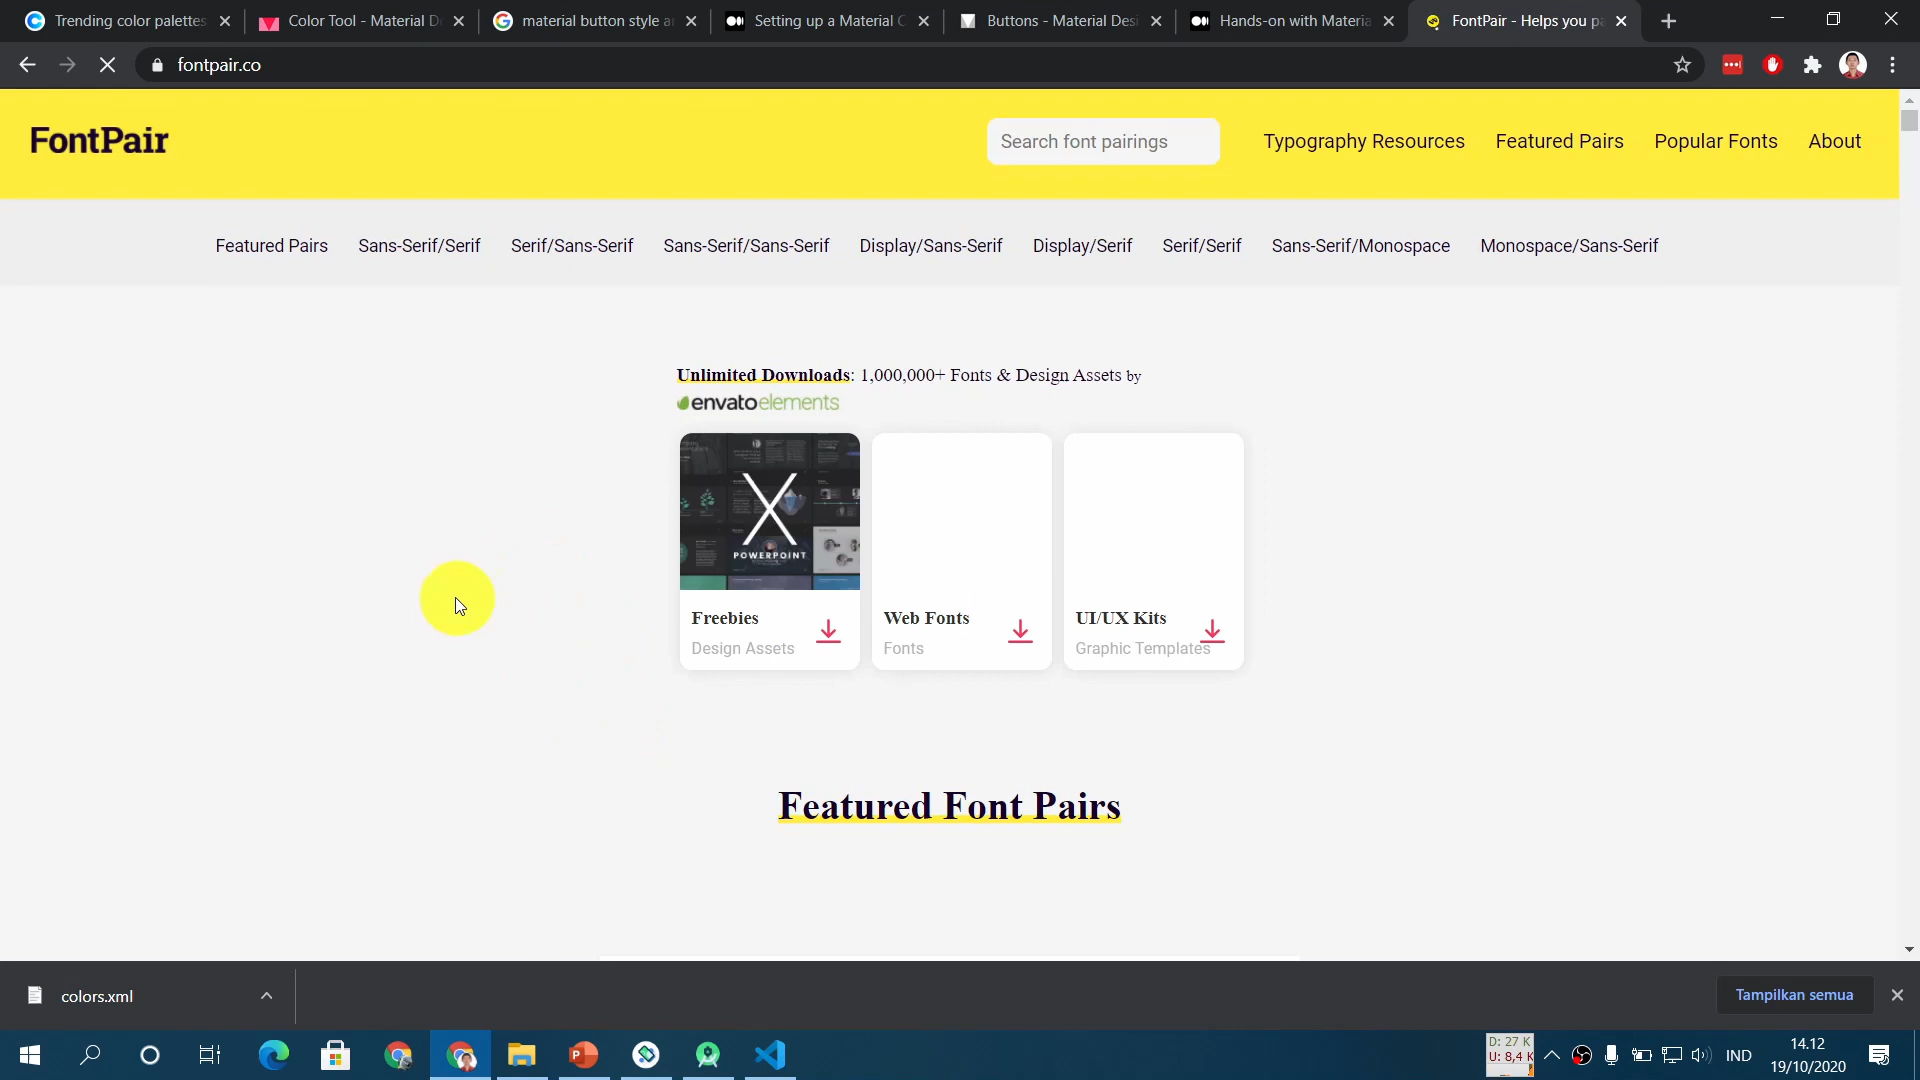 Trending color palettes
Color Tool - Material D
material button style a
Setting up a Material C
Buttons - Material Desi
Hands-on with Materia
FontPair - Helps you pa
fontpair.co
FontPair
Search font pairings
Typography Resources
Featured Pairs
Popular Fonts
About
Featured Pairs
Sans-Serif/Serif
Serif/Sans-Serif
Sans-Serif/Sans-Serif
Display/Sans-Serif
Display/Serif
Serif/Serif
Sans-Serif/Monospace
Monospace/Sans-Serif
Unlimited Downloads: 1,000,000+ Fonts & Design Assets by
envatoelements
X
POWERPOINT
Freebies
Design Assets
Web Fonts
Fonts
UI/UX Kits
Graphic Templates
Featured Font Pairs
colors.xml
Tampilkan semua
D: 27 K
U: 8,4 K
IND
14.12
19/10/2020